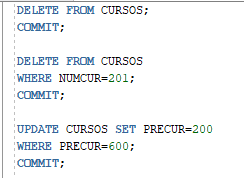 DELETE FROM CURSOS;
COMMIT;
DELETE FROM CURSOS
WHERE NUMCUR=201;
COMMIT;
UPDATE CURSOS SET PRECUR=200
WHERE PRECUR=600;
COMMIT;